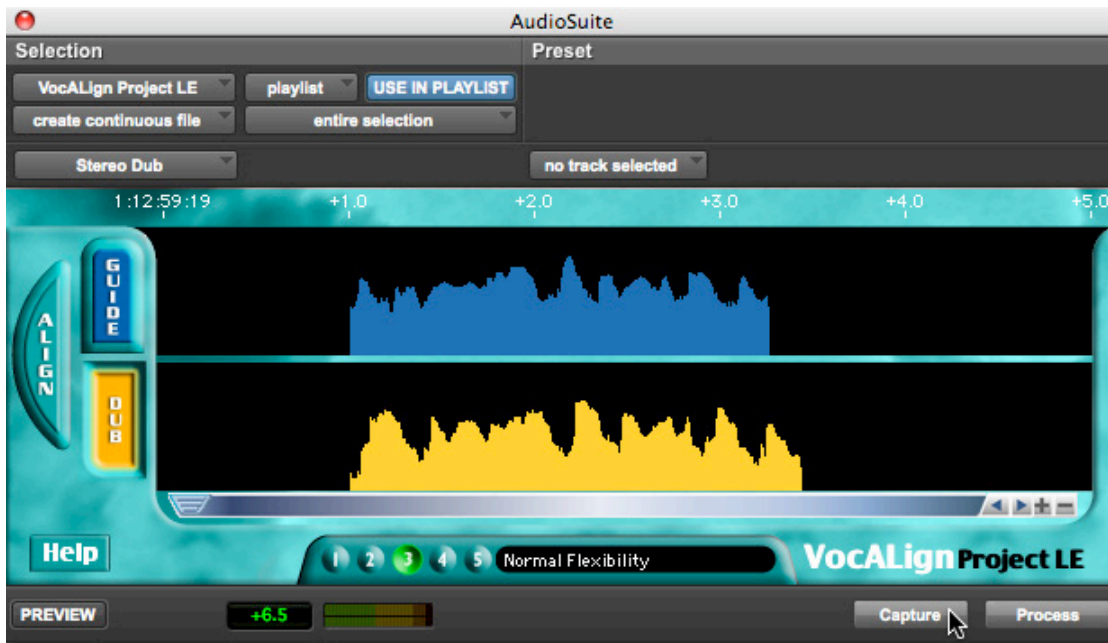 AudioSuite
Selection
Preset
VocALign Project LE
playlist
USE IN PLAYLIST
create continuous file
entire selection
Stereo Dub
no track selected
1:12:59:19
+1.0
+2.0
+3.0
+4.0
+5.0
ALIGN
GUIDE
DUB
Help
1 2 3 4 5
Normal Flexibility
VocALign Project LE
PREVIEW
+6.5
Capture
Process